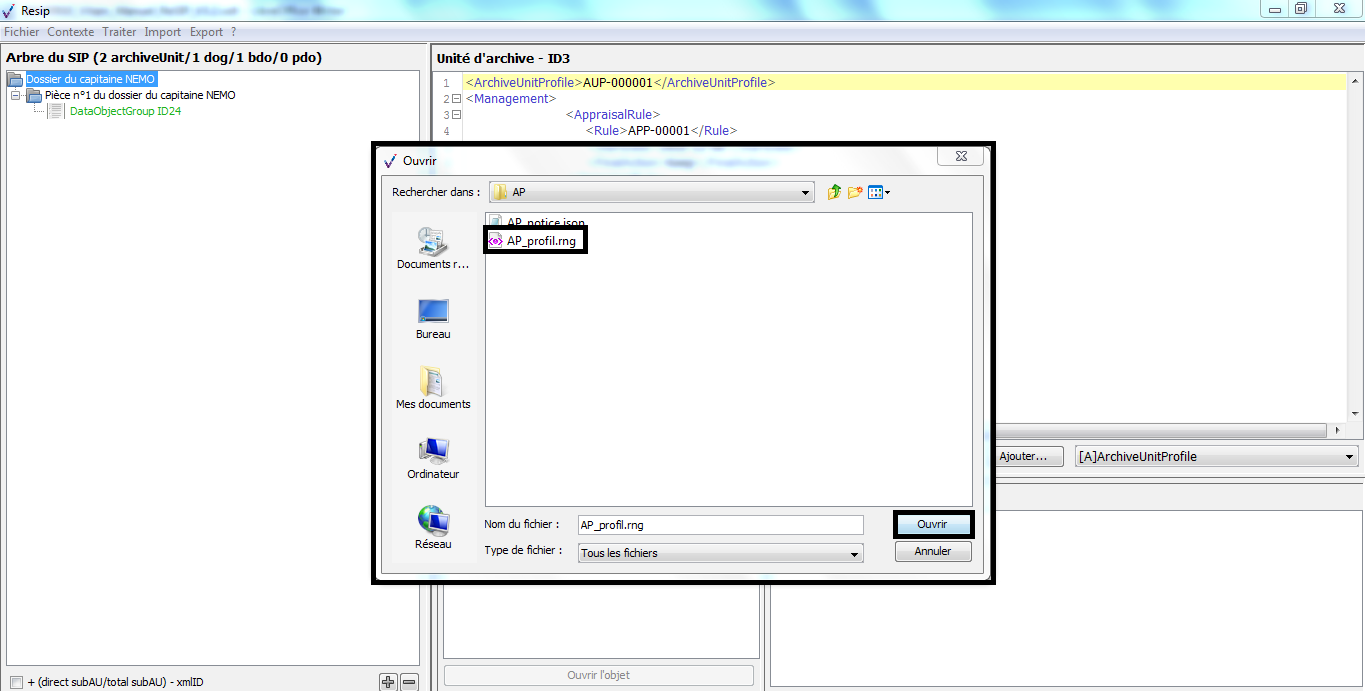 Resip
Fichier Contexte Traiter Import Export ?
Arbre du SIP (2 archiveUnit/1 dog/1 bdo/0 pdo)
Dossier du capitaine NEMO
Pièce n°1 du dossier du capitaine NEMO
DataObjectGroup ID24
+ (direct subAU/total subAU) - xmlID
Unité d'archive - ID3
1 <ArchiveUnitProfile>AUP-000001</ArchiveUnitProfile>
2 <Management>
3 <AppraisalRule>
4 <Rule>APP-00001</Rule>
Ouvrir
Rechercher dans : AP
AP_notice.json
AP_profil.rng
Documents r...
Bureau
Mes documents
Ordinateur
Réseau
Nom du fichier : AP_profil.rng
Ouvrir
Type de fichier : Tous les fichiers
Annuler
Ajouter... [A]ArchiveUnitProfile
Ouvrir l'objet